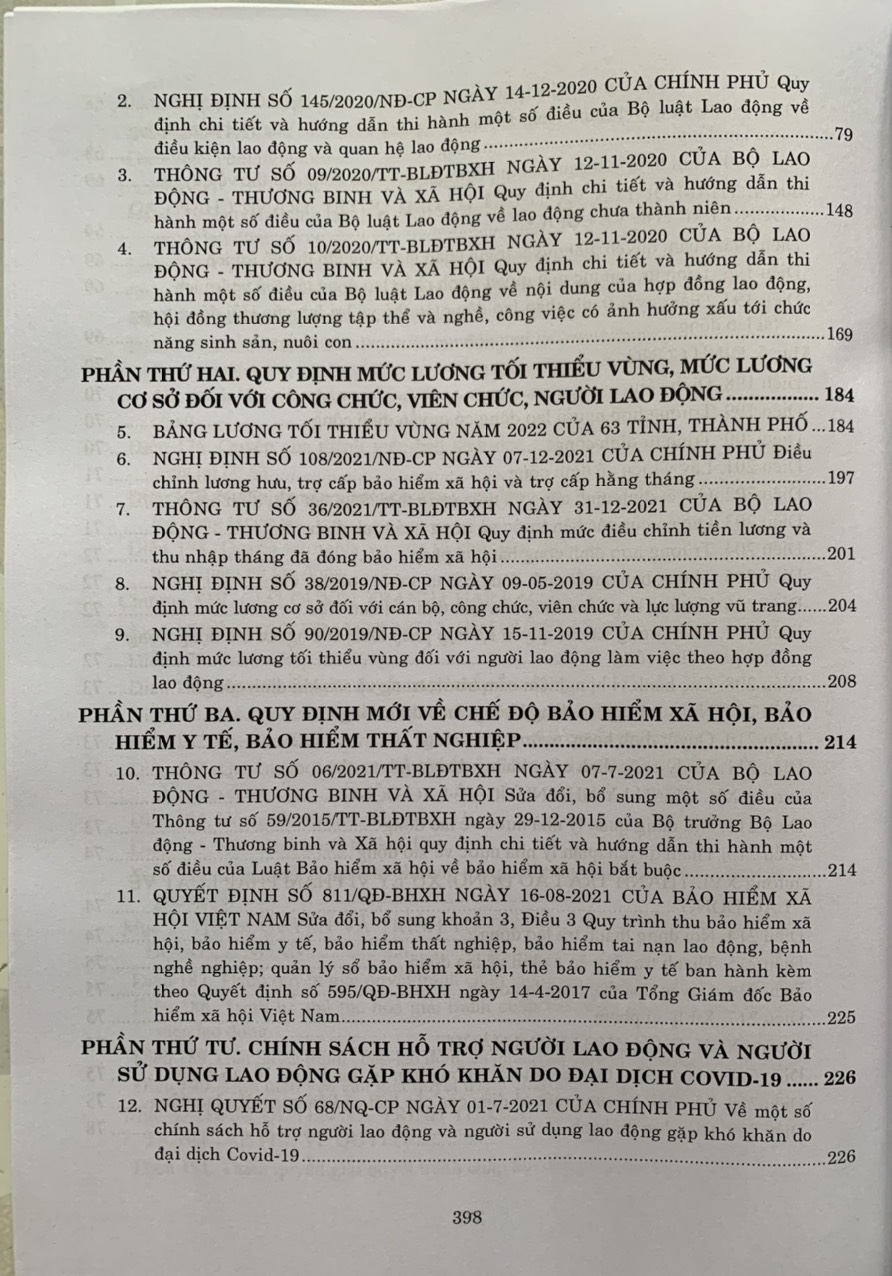 2. NGHỊ ĐỊNH SỐ 145/2020/NĐ-CP NGÀY 14-12-2020 CỦA CHÍNH PHỦ Quy
định chi tiết và hướng dẫn thi hành một số điều của Bộ luật Lao động về
điều kiện lao động và quan hệ lao động..........79
3. THÔNG TƯ SỐ 09/2020/TT-BLĐTBXH NGÀY 12-11-2020 CỦA BỘ LAO
ĐỘNG - THƯƠNG BINH VÀ XÃ HỘI Quy định chi tiết và hướng dẫn thi
hành một số điều của Bộ luật Lao động về lao động chưa thành niên..........148
4. THÔNG TƯ SỐ 10/2020/TT-BLĐTBXH NGÀY 12-11-2020 CỦA BỘ LAO
ĐỘNG - THƯƠNG BINH VÀ XÃ HỘI Quy định chi tiết và hướng dẫn thi
hành một số điều của Bộ luật Lao động về nội dung của hợp đồng lao động,
hội đồng thương lượng tập thể và nghề, công việc có ảnh hưởng xấu tới chức
năng sinh sản, nuôi con..........169
PHẦN THỨ HAI. QUY ĐỊNH MỨC LƯƠNG TỐI THIỂU VÙNG, MỨC LƯƠNG
CƠ SỞ ĐỐI VỚI CÔNG CHỨC, VIÊN CHỨC, NGƯỜI LAO ĐỘNG.......... 184
5. BẢNG LƯƠNG TỐI THIỂU VÙNG NĂM 2022 CỦA 63 TỈNH, THÀNH PHỐ...184
6. NGHỊ ĐỊNH SỐ 108/2021/NĐ-CP NGÀY 07-12-2021 CỦA CHÍNH PHỦ Điều
chỉnh lương hưu, trợ cấp bảo hiểm xã hội và trợ cấp hằng tháng..........197
7. THÔNG TƯ SỐ 36/2021/TT-BLĐTBXH NGÀY 31-12-2021 CỦA BỘ LAO
ĐỘNG - THƯƠNG BINH VÀ XÃ HỘI Quy định mức điều chỉnh tiền lương và
thu nhập tháng đã đóng bảo hiểm xã hội..........201
8. NGHỊ ĐỊNH SỐ 38/2019/NĐ-CP NGÀY 09-05-2019 CỦA CHÍNH PHỦ Quy
định mức lương cơ sở đối với cán bộ, công chức, viên chức và lực lượng vũ trang......204
9. NGHỊ ĐỊNH SỐ 90/2019/NĐ-CP NGÀY 15-11-2019 CỦA CHÍNH PHỦ Quy
định mức lương tối thiểu vùng đối với người lao động làm việc theo hợp đồng
lao động..........208
PHẦN THỨ BA. QUY ĐỊNH MỚI VỀ CHẾ ĐỘ BẢO HIỂM XÃ HỘI, BẢO
HIỂM Y TẾ, BẢO HIỂM THẤT NGHIỆP.......... 214
10. THÔNG TƯ SỐ 06/2021/TT-BLĐTBXH NGÀY 07-7-2021 CỦA BỘ LAO
ĐỘNG - THƯƠNG BINH VÀ XÃ HỘI Sửa đổi, bổ sung một số điều của
Thông tư số 59/2015/TT-BLĐTBXH ngày 29-12-2015 của Bộ trưởng Bộ Lao
động - Thương binh và Xã hội quy định chi tiết và hướng dẫn thi hành một
số điều của Luật Bảo hiểm xã hội về bảo hiểm xã hội bắt buộc..........214
11. QUYẾT ĐỊNH SỐ 811/QĐ-BHXH NGÀY 16-08-2021 CỦA BẢO HIỂM XÃ
HỘI VIỆT NAM Sửa đổi, bổ sung khoản 3, Điều 3 Quy trình thu bảo hiểm xã
hội, bảo hiểm y tế, bảo hiểm thất nghiệp, bảo hiểm tai nạn lao động, bệnh
nghề nghiệp; quản lý sổ bảo hiểm xã hội, thẻ bảo hiểm y tế ban hành kèm
theo Quyết định số 595/QĐ-BHXH ngày 14-4-2017 của Tổng Giám đốc Bảo
hiểm xã hội Việt Nam..........225
PHẦN THỨ TƯ. CHÍNH SÁCH HỖ TRỢ NGƯỜI LAO ĐỘNG VÀ NGƯỜI
SỬ DỤNG LAO ĐỘNG GẶP KHÓ KHĂN DO ĐẠI DỊCH COVID-19 ...... 226
12. NGHỊ QUYẾT SỐ 68/NQ-CP NGÀY 01-7-2021 CỦA CHÍNH PHỦ Về một số
chính sách hỗ trợ người lao động và người sử dụng lao động gặp khó khăn do
đại dịch Covid-19..........226
398